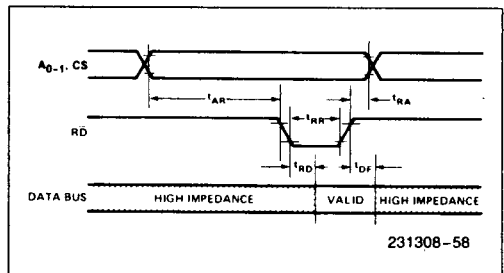 A0-1, CS
tAR
tRA
tRR
RD
tRD
tDF
DATA BUS
HIGH IMPEDANCE
VALID
HIGH IMPEDANCE
231308-58